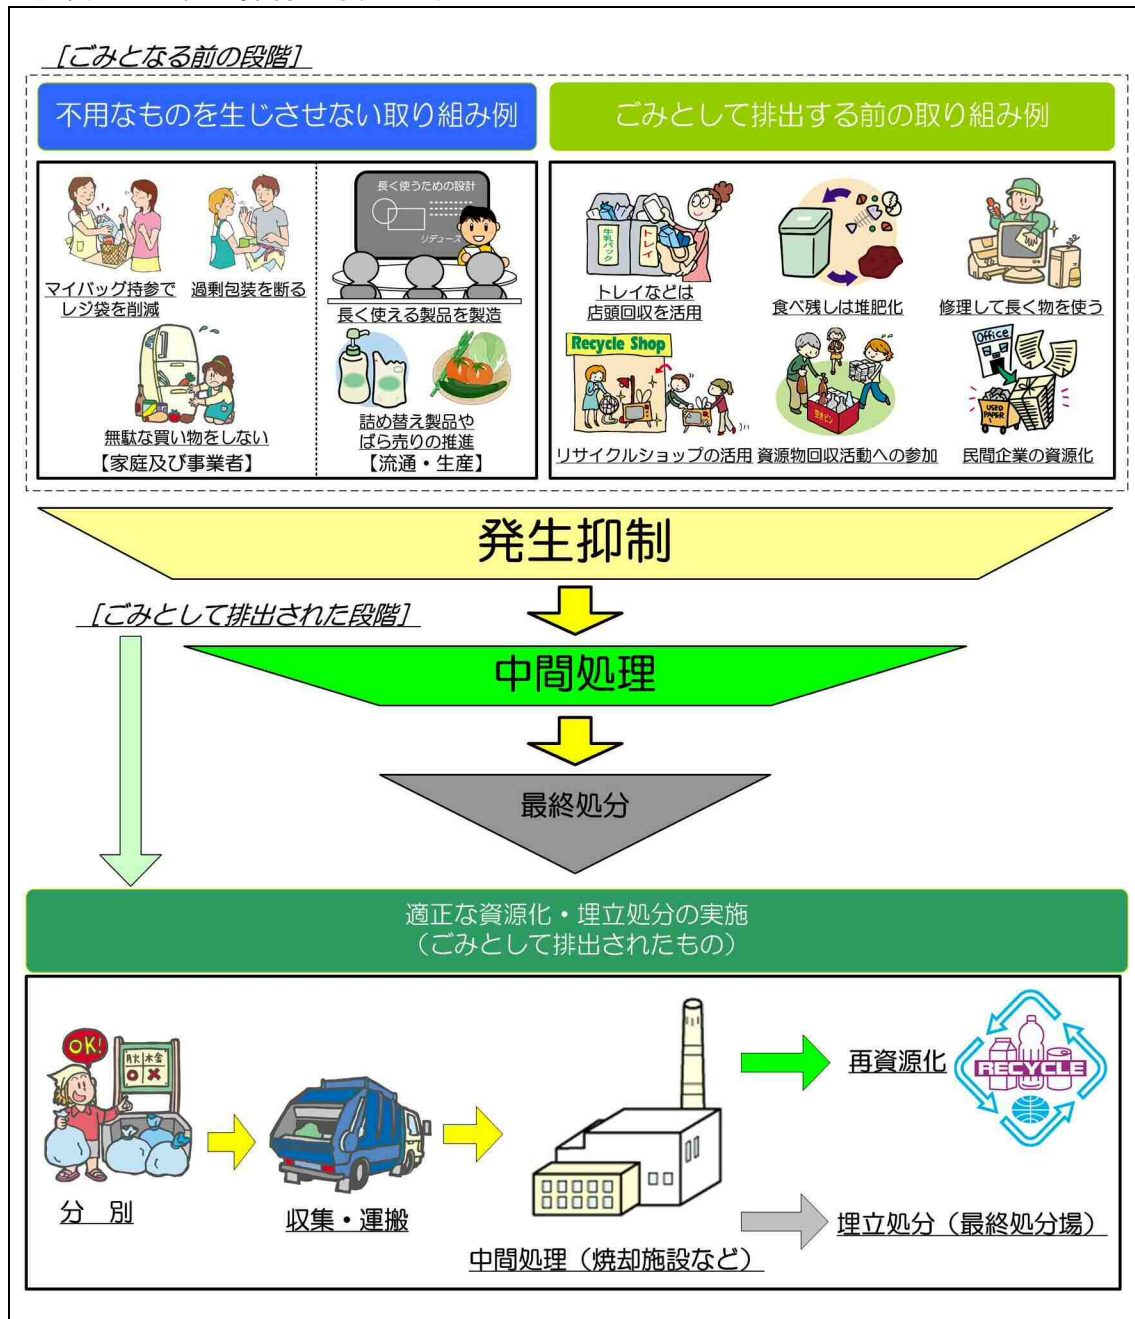 [ごみとなる前の段階]
不用なものを生じさせない取り組み例
ごみとして排出する前の取り組み例
マイバッグ持参で
レジ袋を削減
過剰包装を断る
無駄な買い物をしない
【家庭及び事業者】
長く使うための設計
リデュース
長く使える製品を製造
詰め替え製品や
ばら売りの推進
【流通・生産】
牛乳パック
トレイ
トレイなどは
店頭回収を活用
食べ残しは堆肥化
修理して長く物を使う
Recycle Shop
リサイクルショップの活用
空きビン
資源物回収活動への参加
Office
USED
PAPER
民間企業の資源化
発生抑制
[ごみとして排出された段階]
中間処理
最終処分
適正な資源化・埋立処分の実施
（ごみとして排出されたもの）
OK!
月火木金
分 別
収集・運搬
中間処理（焼却施設など）
再資源化
RECYCLE
埋立処分（最終処分場）